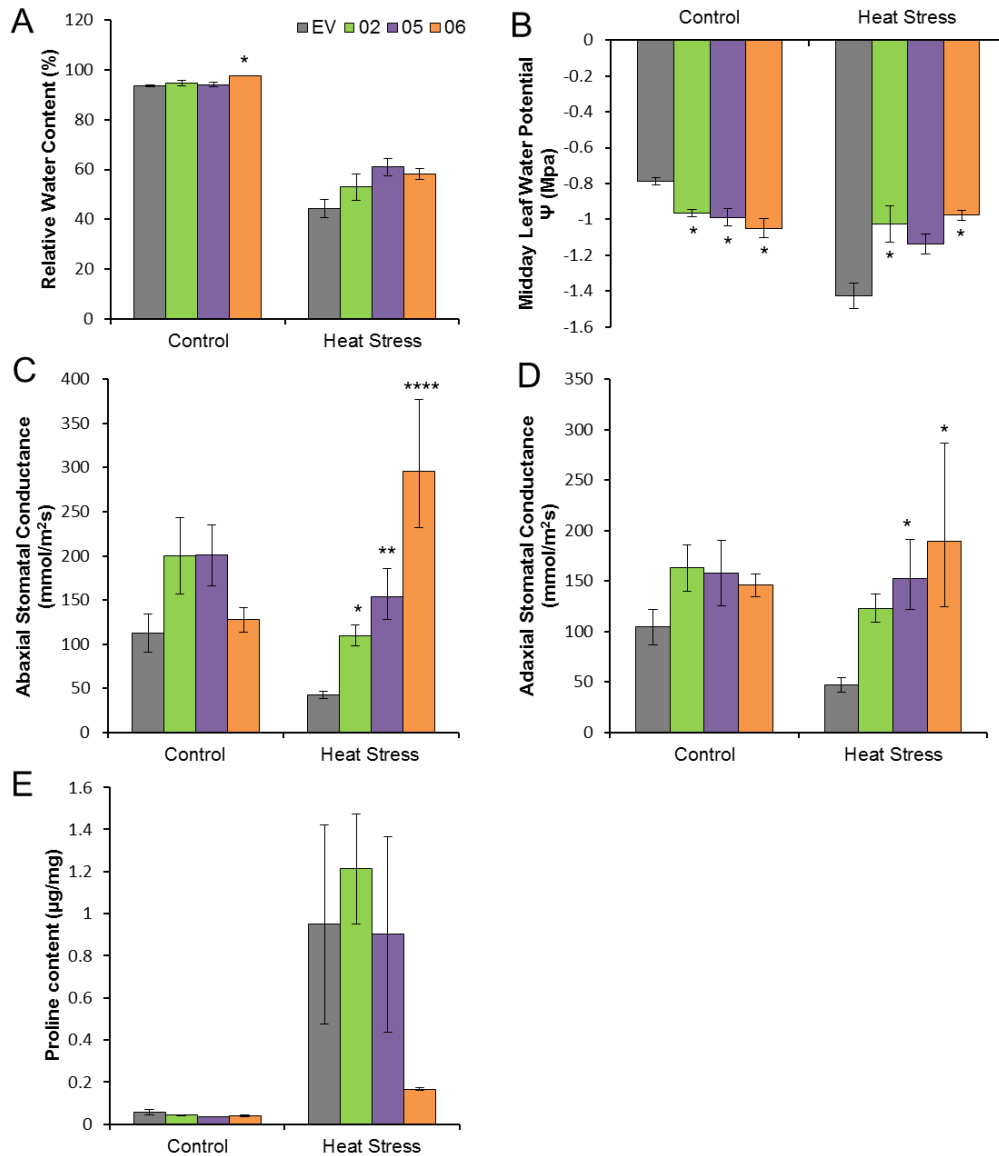 A
EV 02 05 06
Relative Water Content (%)
120
100
80
60
40
20
0
*
Control Heat Stress
B
Control Heat Stress
Midday Leaf Water Potential
Ψ (Mpa)
0
-0.2
-0.4
-0.6
-0.8
-1
-1.2
-1.4
-1.6
* * * * *
C
Abaxial Stomatal Conductance
(mmol/m²s)
400
350
300
250
200
150
100
50
0
* ** ****
Control Heat Stress
D
Adaxial Stomatal Conductance
(mmol/m²s)
350
300
250
200
150
100
50
0
* *
Control Heat Stress
E
Proline content (µg/mg)
1.6
1.4
1.2
1
0.8
0.6
0.4
0.2
0
Control Heat Stress